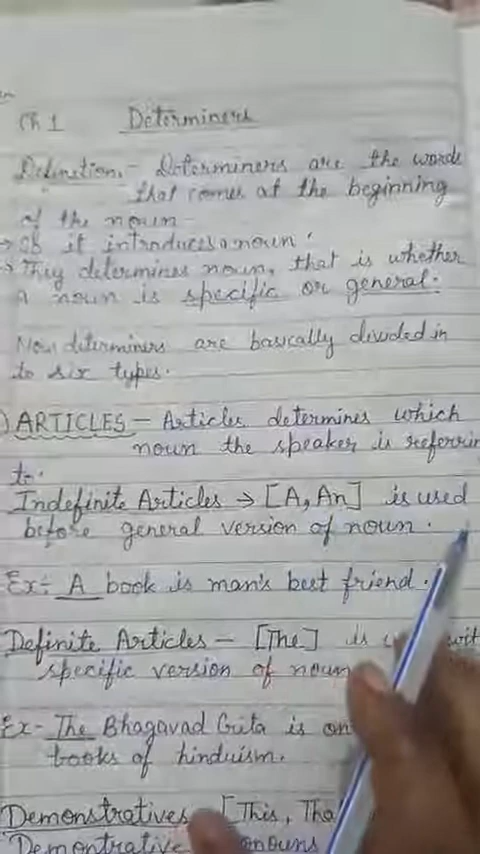 Ch 1 Determiners
Definition:- Determiners are the words
that comes at the beginning
of the noun
→ Ob it introduces a noun.
→ They determines noun, that is whether
a noun is specific or general.
Now determiners are basically divided in
to six types.
) ARTICLES - Articles determines which
noun the speaker is referrin
to.
Indefinite Articles → [A, An] is used
before general version of noun.
Ex:- A book is man's best friend.
Definite Articles - [The] is wit
specific version of noun
Ex- The Bhagavad Gita is on
books of hinduism.
Demonstratives [This, Tha
Demontrative onouns